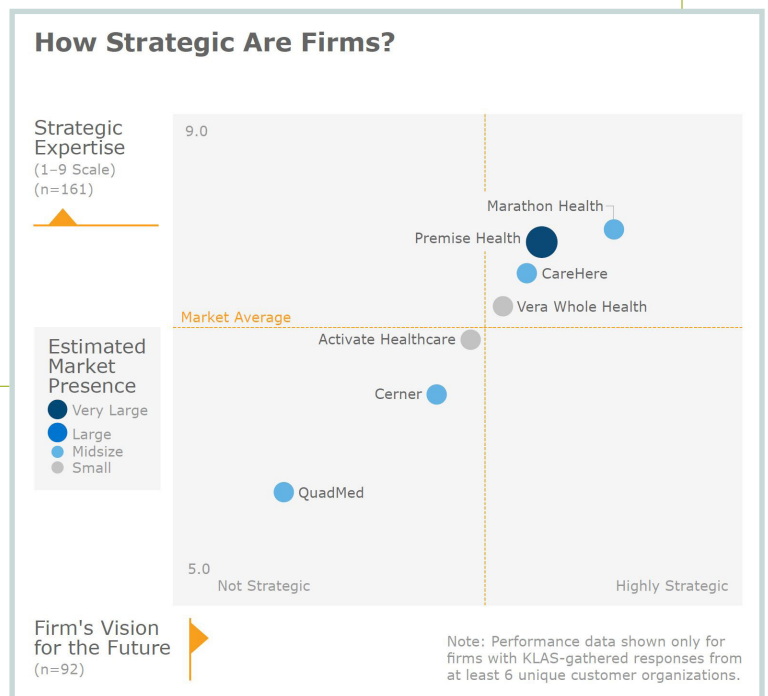 How Strategic Are Firms?
Strategic
Expertise
(1–9 Scale)
(n=161)
9.0
Marathon Health
Premise Health
CareHere
Vera Whole Health
Market Average
Activate Healthcare
Cerner
QuadMed
Estimated
Market
Presence
Very Large
Large
Midsize
Small
5.0
Not Strategic
Highly Strategic
Firm's Vision
for the Future
(n=92)
Note: Performance data shown only for
firms with KLAS-gathered responses from
at least 6 unique customer organizations.